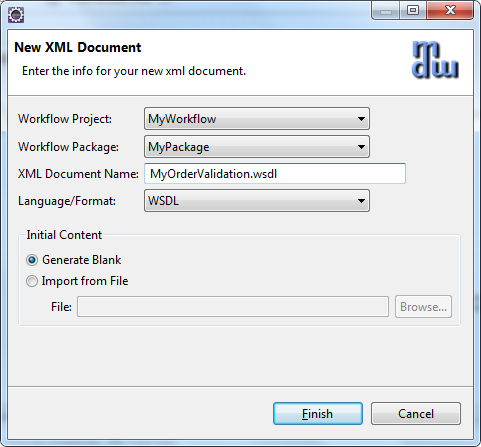 New XML Document
Enter the info for your new xml document.
mdw
Workflow Project: MyWorkflow
Workflow Package: MyPackage
XML Document Name: MyOrderValidation.wsdl
Language/Format: WSDL
Initial Content
Generate Blank
Import from File
File: Browse...
Finish Cancel